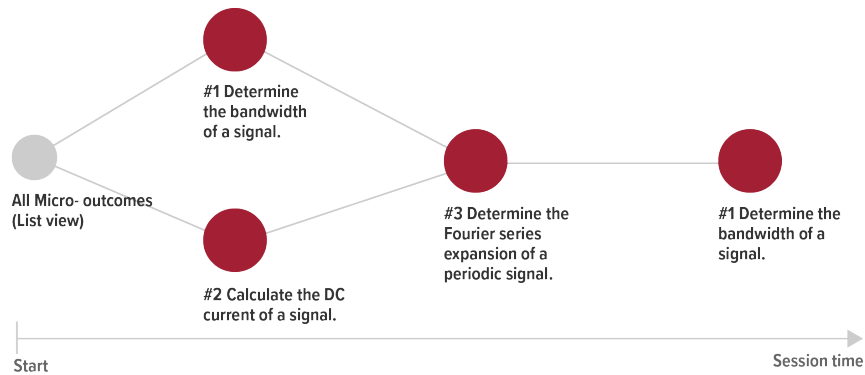 #1 Determine
the bandwidth
of a signal.
All Micro- outcomes
(List view)
#2 Calculate the DC
current of a signal.
#3 Determine the
Fourier series
expansion of a
periodic signal.
#1 Determine the
bandwidth of a
signal.
Start
Session time